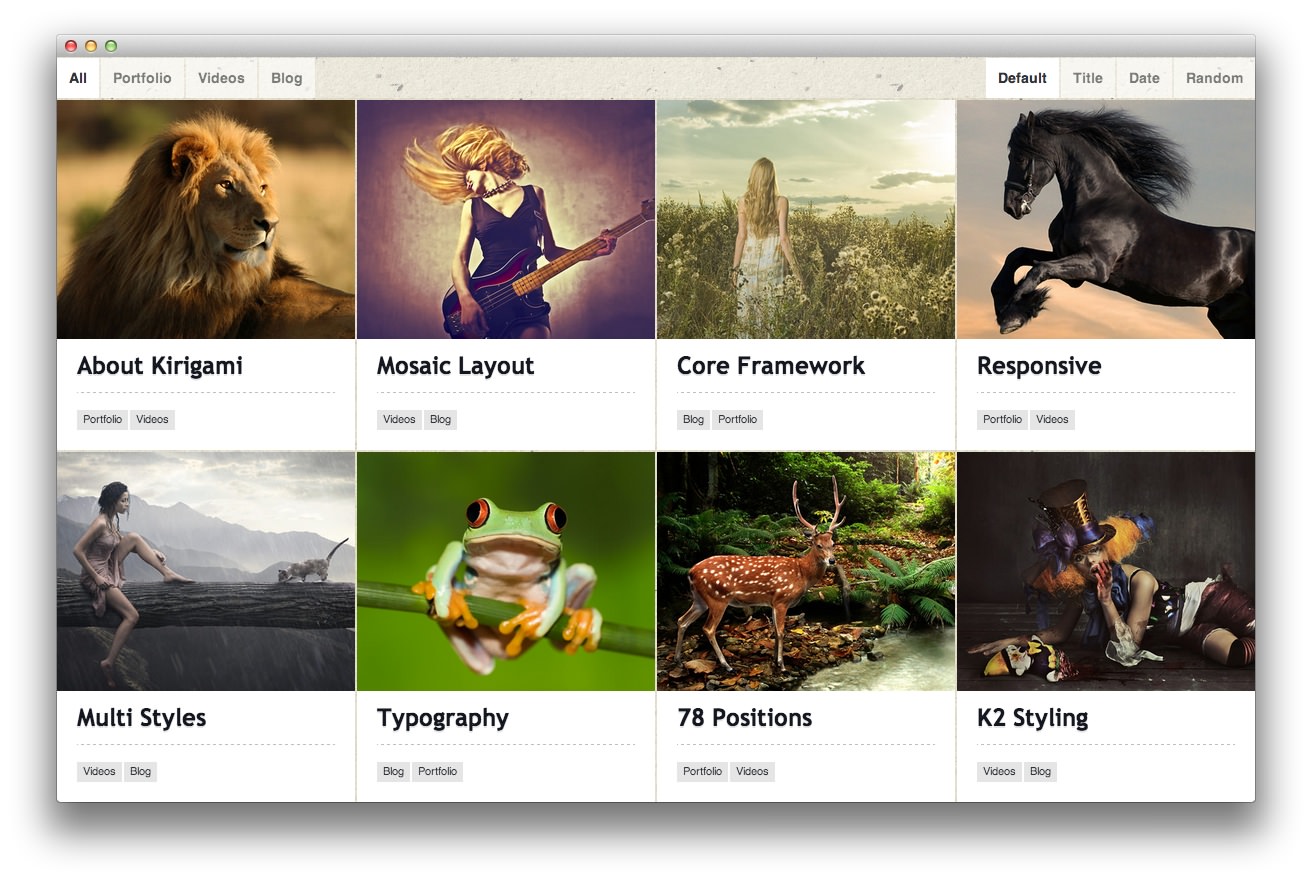 All Portfolio Videos Blog Default Title Date Random
About Kirigami
Portfolio Videos
Mosaic Layout
Videos Blog
Core Framework
Blog Portfolio
Responsive
Portfolio Videos
Multi Styles
Videos Blog
Typography
Blog Portfolio
78 Positions
Portfolio Videos
K2 Styling
Videos Blog